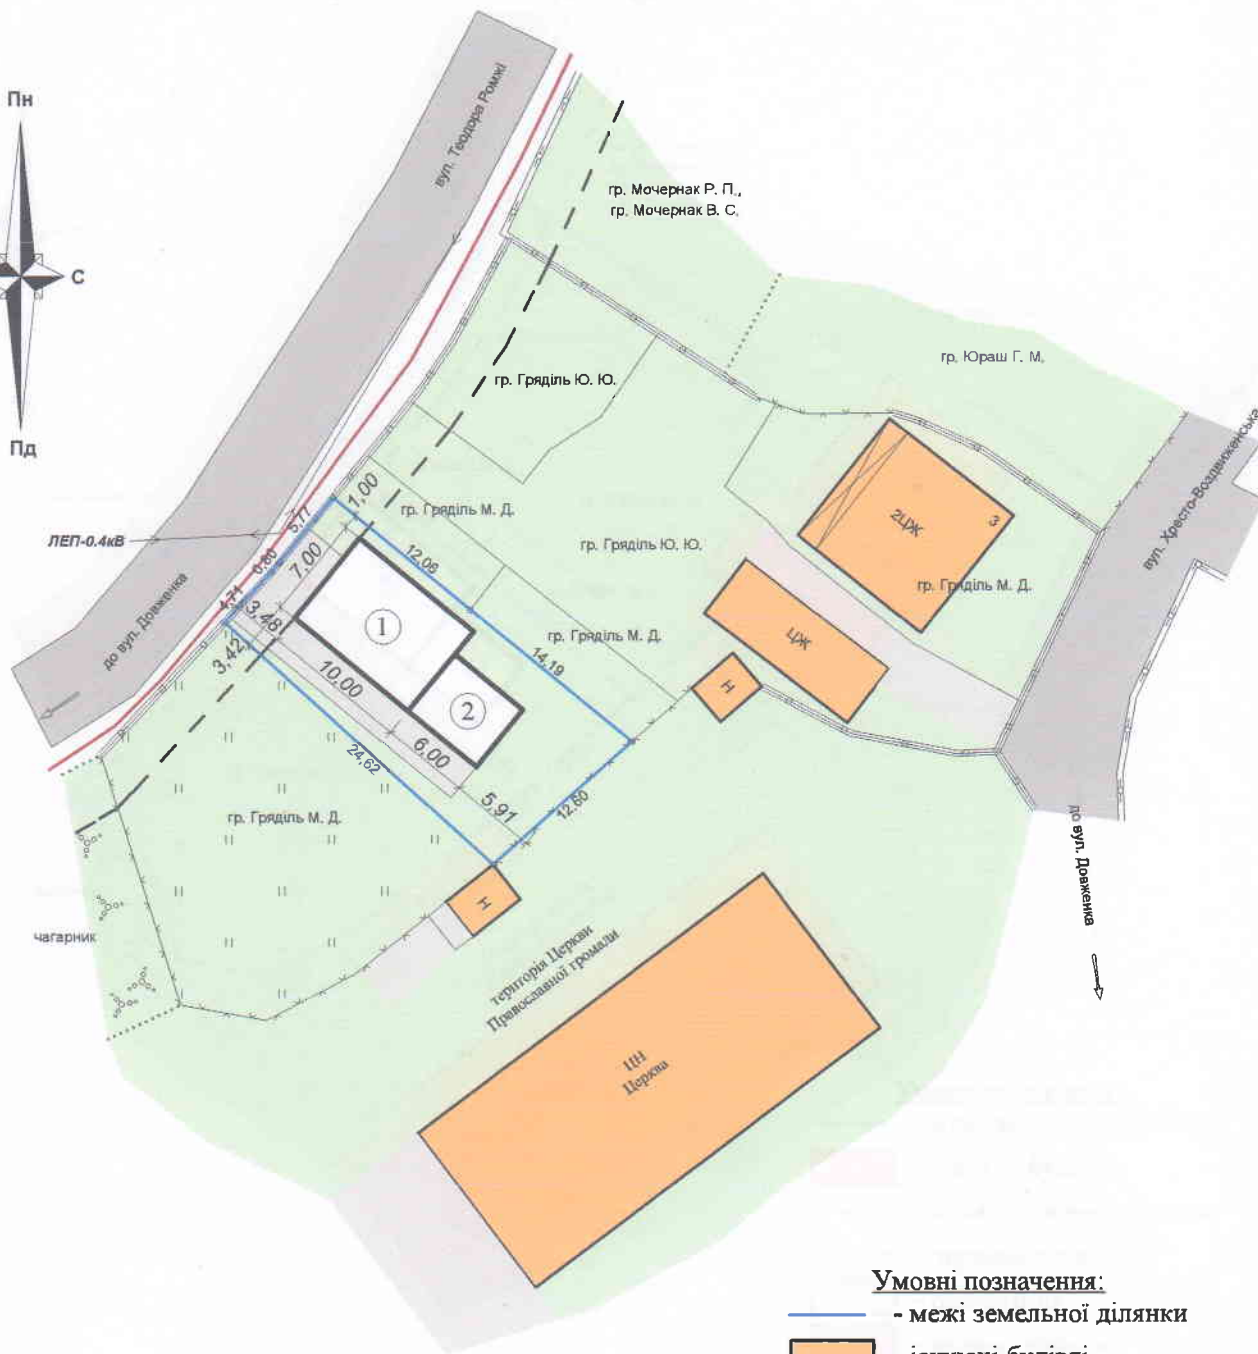 Пн
С
Пд
вул. Теодора Ромжі
гр. Мочернак Р. П.,
гр. Мочернак В. С.
гр. Юраш Г. М.
гр. Гряділь Ю. Ю.
вул. Хресто-Воздвиженська
ЛЕП-0.4кВ
до вул. Довженка
1,00
5,77
0,80
4,71
7,00
3,48
3,42
12,06
гр. Гряділь М. Д.
гр. Гряділь Ю. Ю.
2ЦЖ
3
гр. Гряділь М. Д.
ЦЖ
гр. Гряділь М. Д.
Н
1
2
10,00
14,19
6,00
24,62
5,91
12,60
гр. Гряділь М. Д.
до вул. Довженка
Н
чагарник
територія Церкви
Православної громади
Церква
Умовні позначення:
- межі земельної ділянки